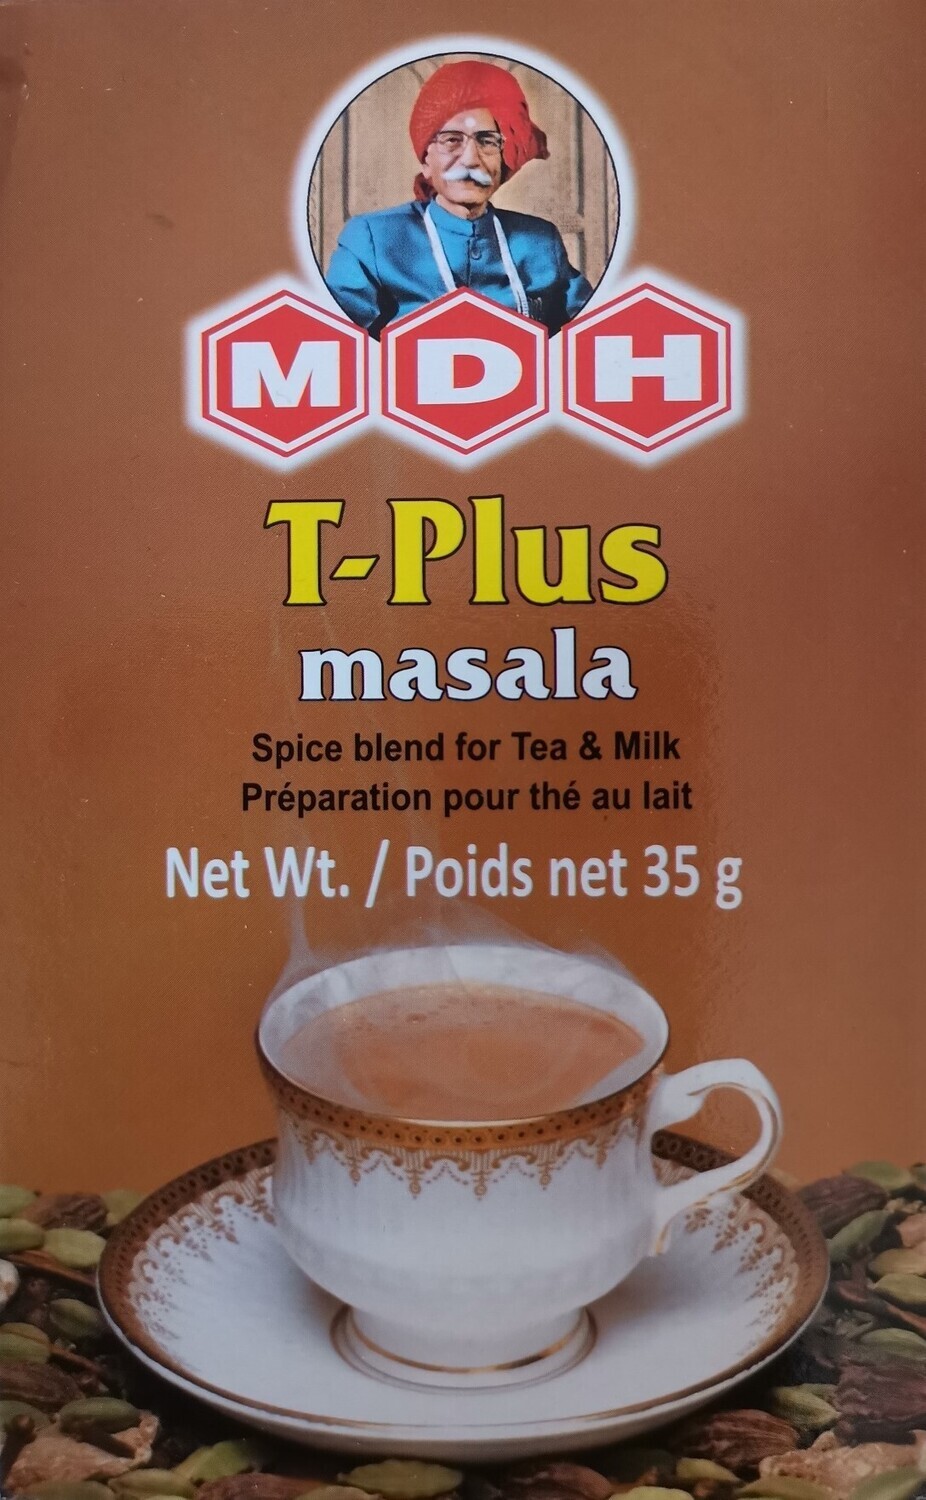 MDH
T-Plus
masala
Spice blend for Tea & Milk
Préparation pour thé au lait
Net Wt. / Poids net 35 g